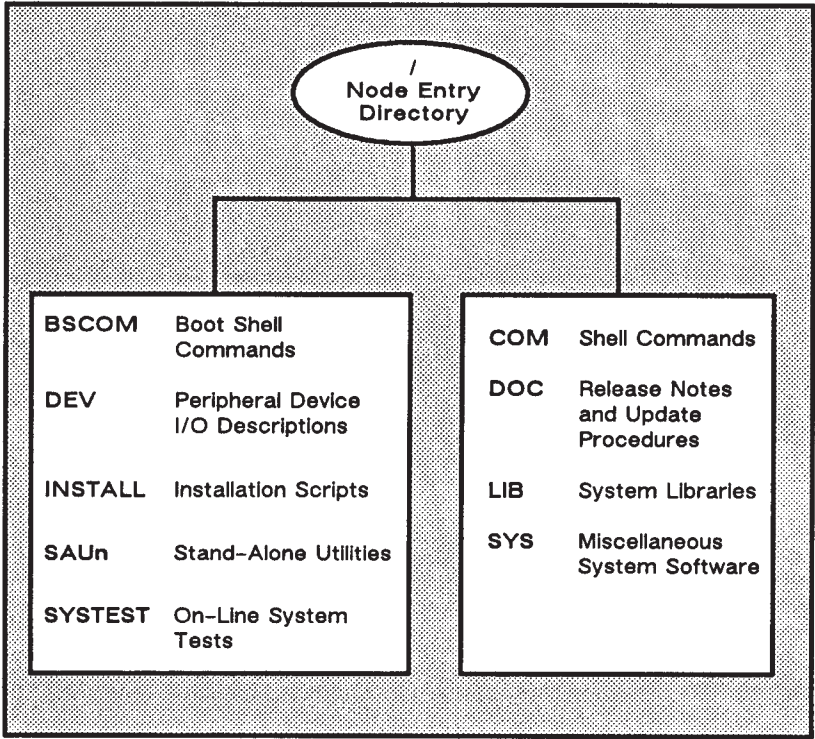 /
Node Entry
Directory
BSCOM Boot Shell
Commands
DEV Peripheral Device
I/O Descriptions
INSTALL Installation Scripts
SAUn Stand-Alone Utilities
SYSTEST On-Line System
Tests
COM Shell Commands
DOC Release Notes
and Update
Procedures
LIB System Libraries
SYS Miscellaneous
System Software